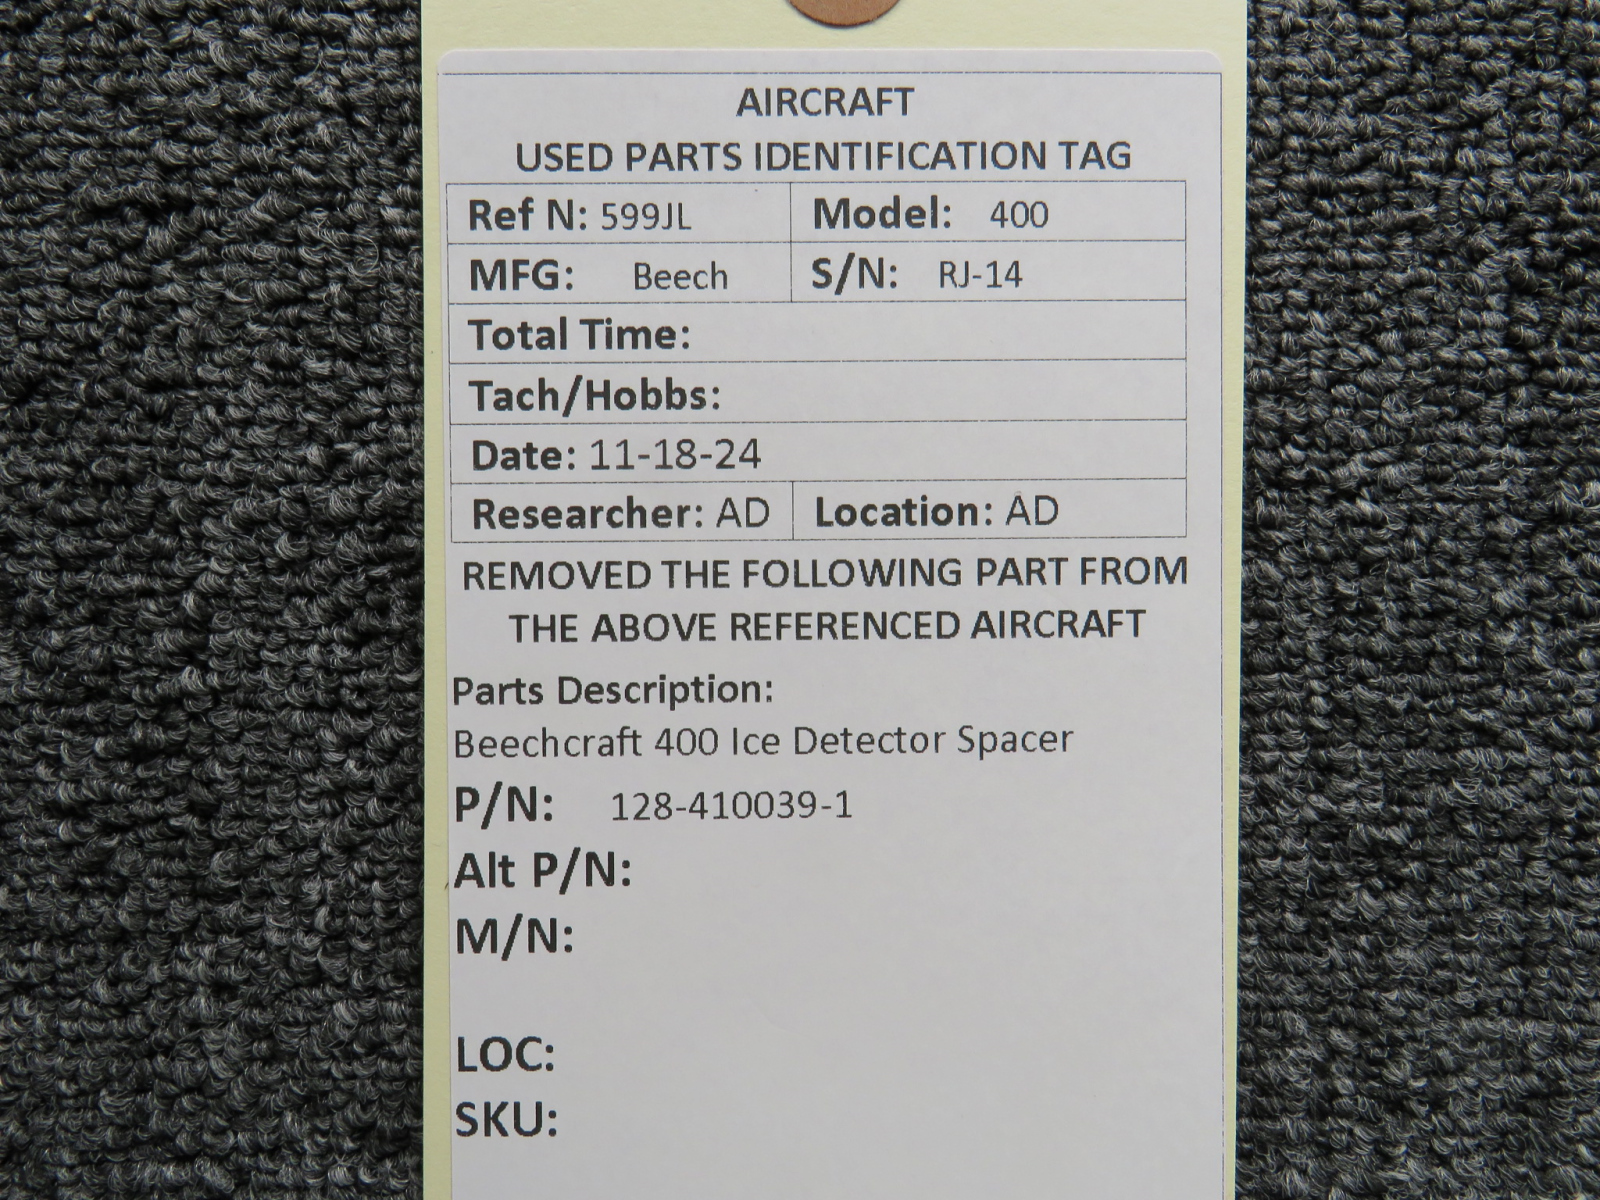 AIRCRAFT
USED PARTS IDENTIFICATION TAG
Ref N: 599JL Model: 400
MFG: Beech S/N: RJ-14
Total Time:
Tach/Hobbs:
Date: 11-18-24
Researcher: AD Location: AD
REMOVED THE FOLLOWING PART FROM
THE ABOVE REFERENCED AIRCRAFT
Parts Description:
Beechcraft 400 Ice Detector Spacer
P/N: 128-410039-1
Alt P/N:
M/N:
LOC:
SKU: